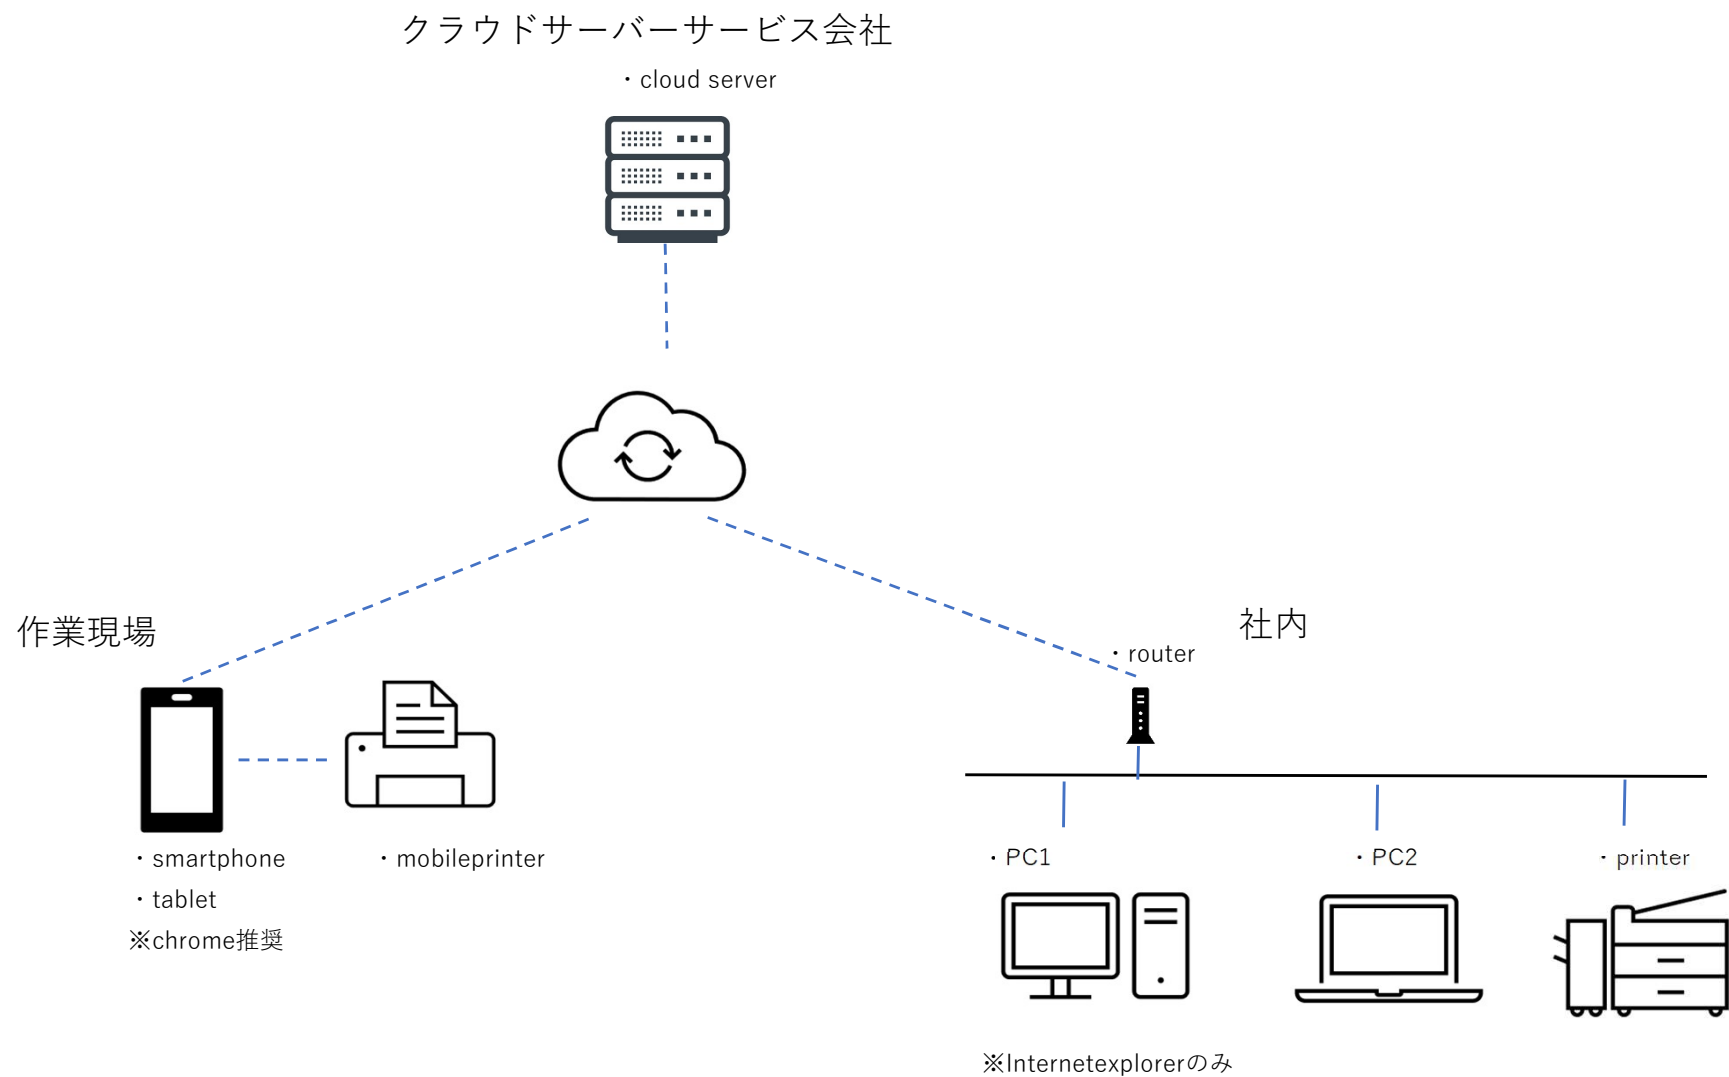 クラウドサーバーサービス会社
・cloud server
作業現場
社内
・router
・smartphone
・tablet
※chrome推奨
・mobileprinter
・PC1
・PC2
・printer
※Internetexplorerのみ